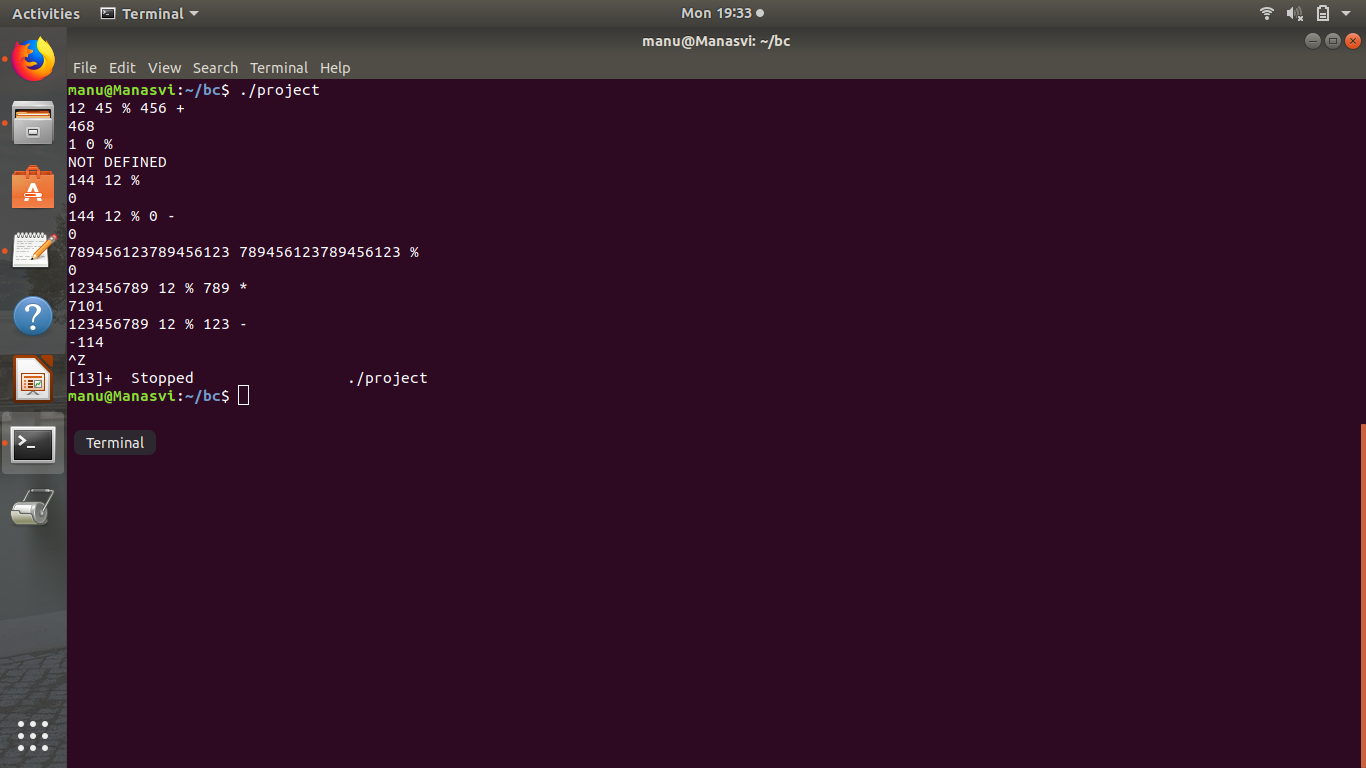 Activities Terminal Mon 19:33
manu@Manasvi: ~/bc
File Edit View Search Terminal Help
manu@Manasvi:~/bc$ ./project
12 45 % 456 +
468
1 0 %
NOT DEFINED
144 12 %
0
144 12 % 0 -
0
789456123789456123 789456123789456123 %
0
123456789 12 % 789 *
7101
123456789 12 % 123 -
-114
^Z
[13]+  Stopped                 ./project
manu@Manasvi:~/bc$
Terminal